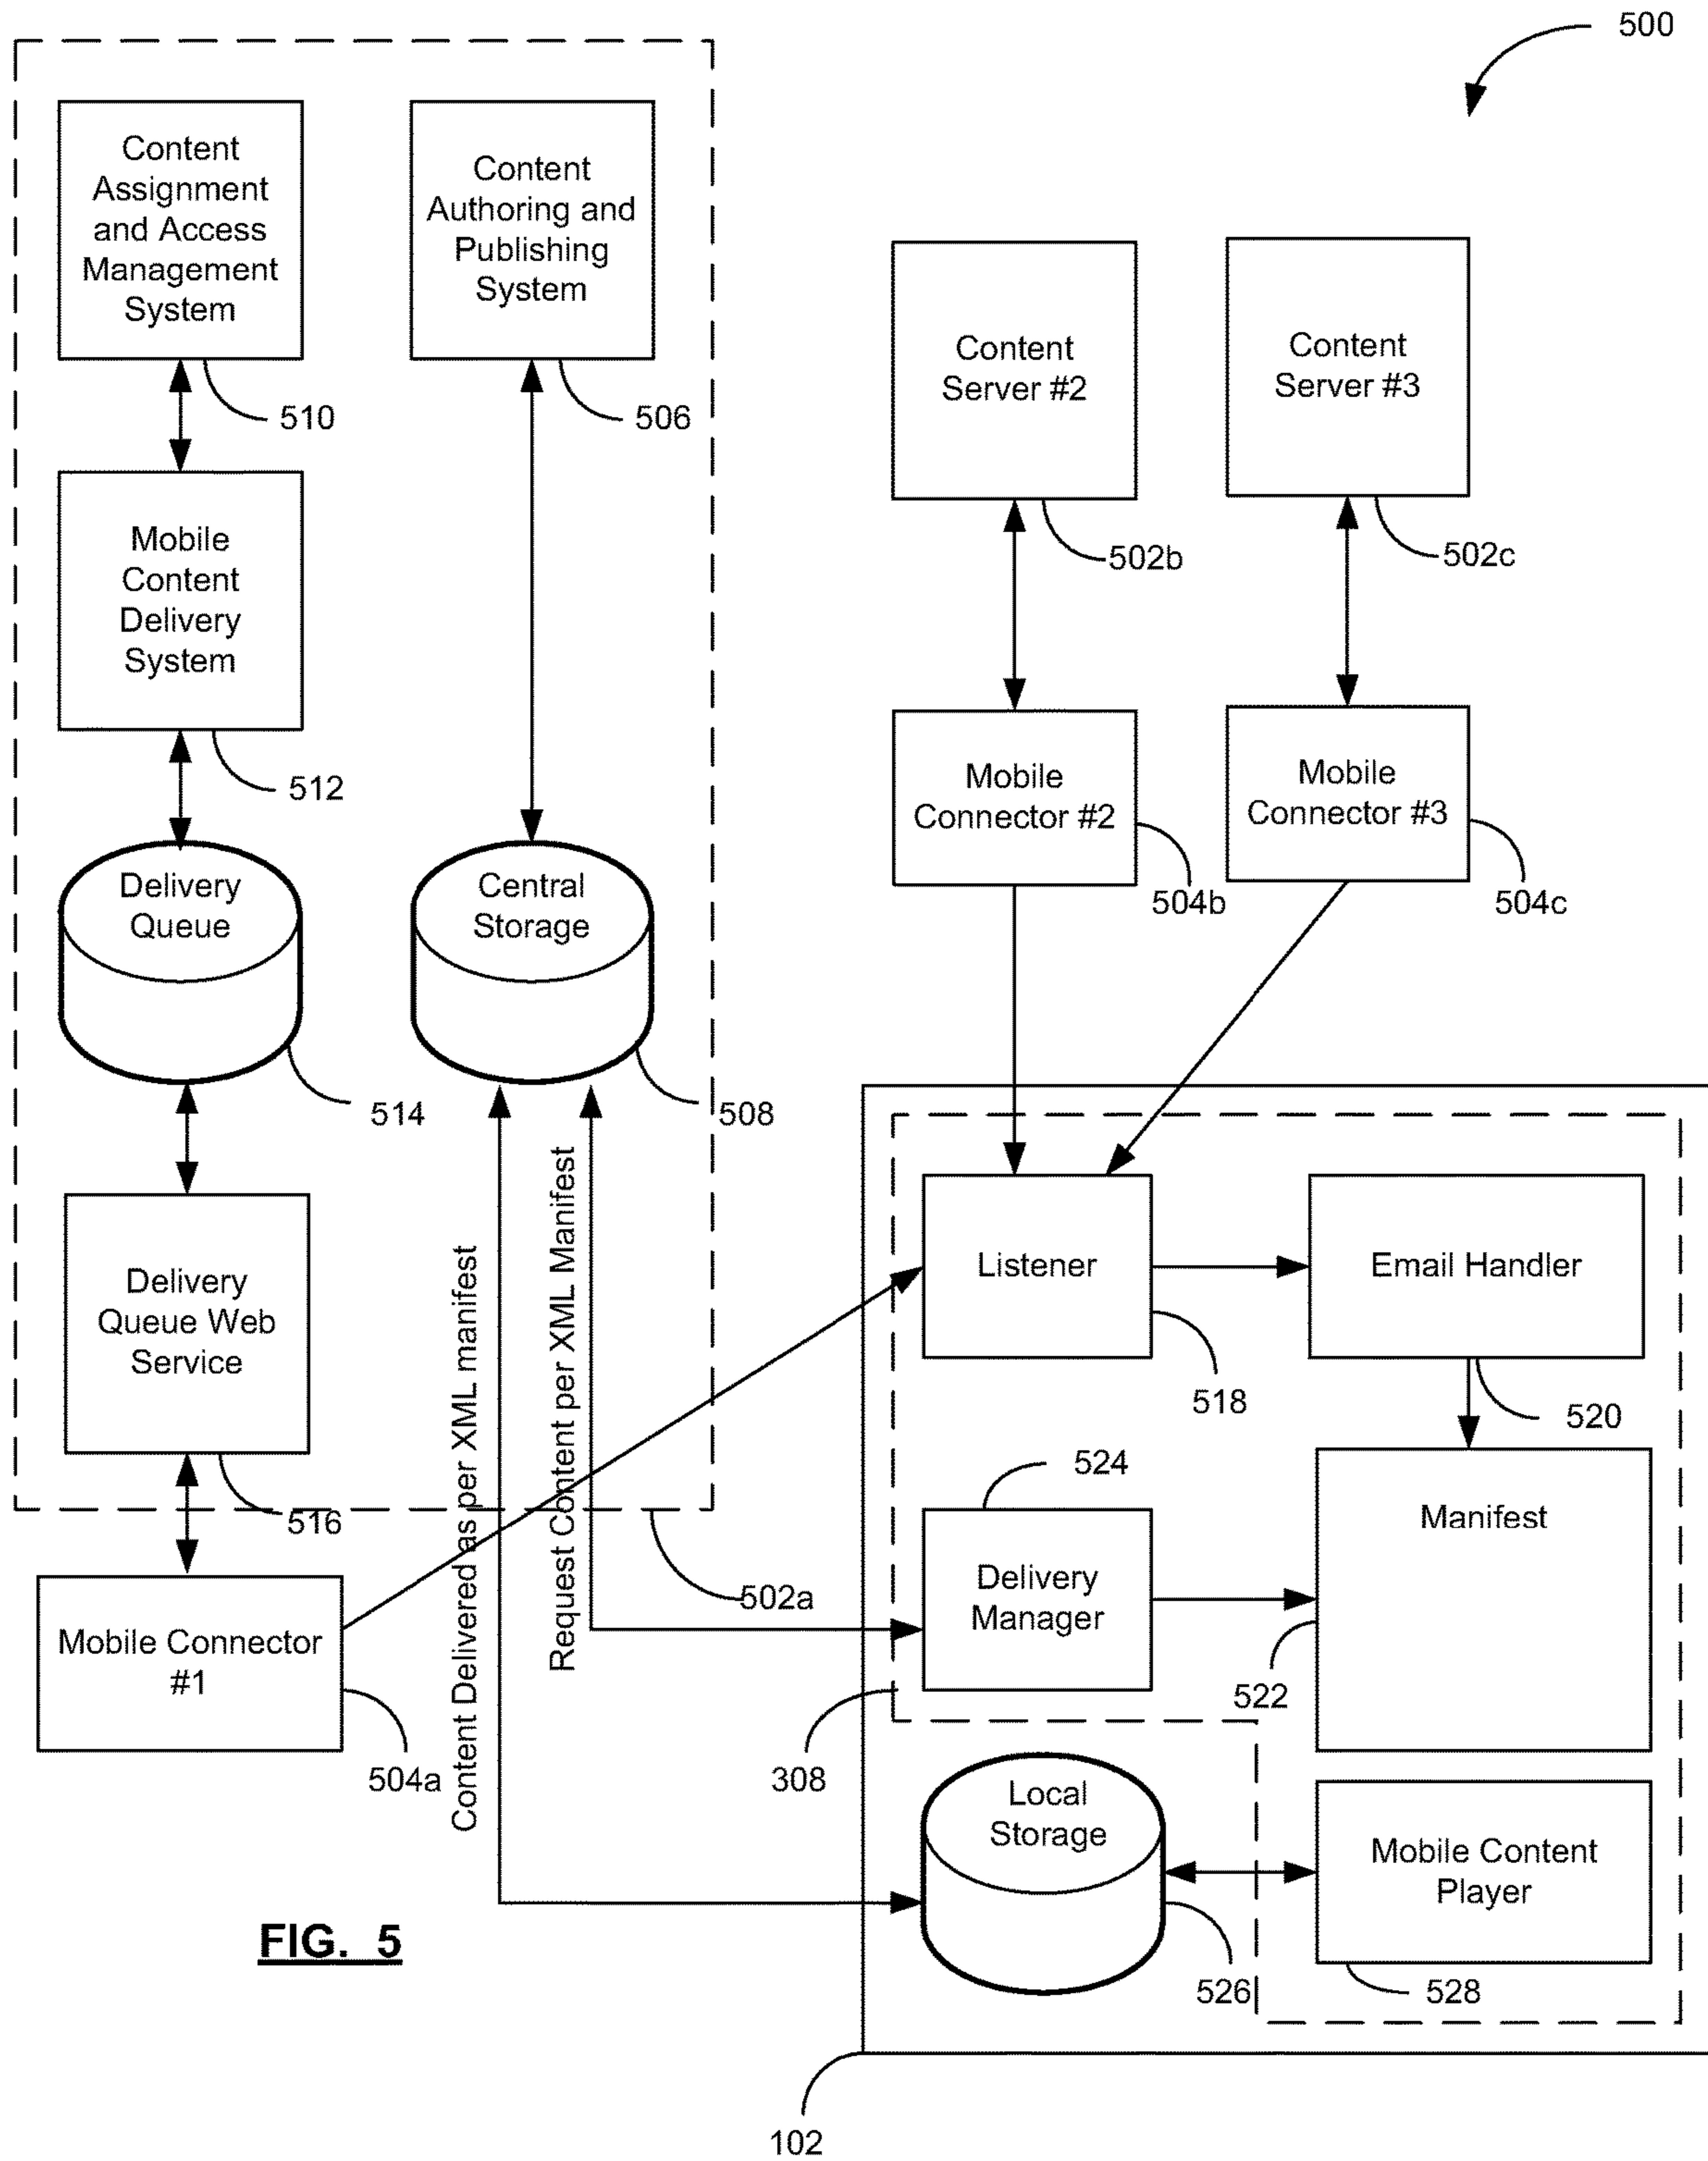 500
Content
Assignment
and Access
Management
System
Content
Authoring and
Publishing
System
510
506
Content
Server #2
Content
Server #3
502b
502c
Mobile
Content
Delivery
System
512
Mobile
Connector #2
Mobile
Connector #3
504b
504c
Delivery
Queue
Central
Storage
514
508
Delivery
Queue Web
Service
516
Content Delivered as per XML manifest
Request Content per XML Manifest
Listener
Email Handler
518
520
524
Manifest
Delivery
Manager
522
502a
Mobile Connector
#1
504a
308
Local
Storage
Mobile Content
Player
526
528
FIG. 5
102